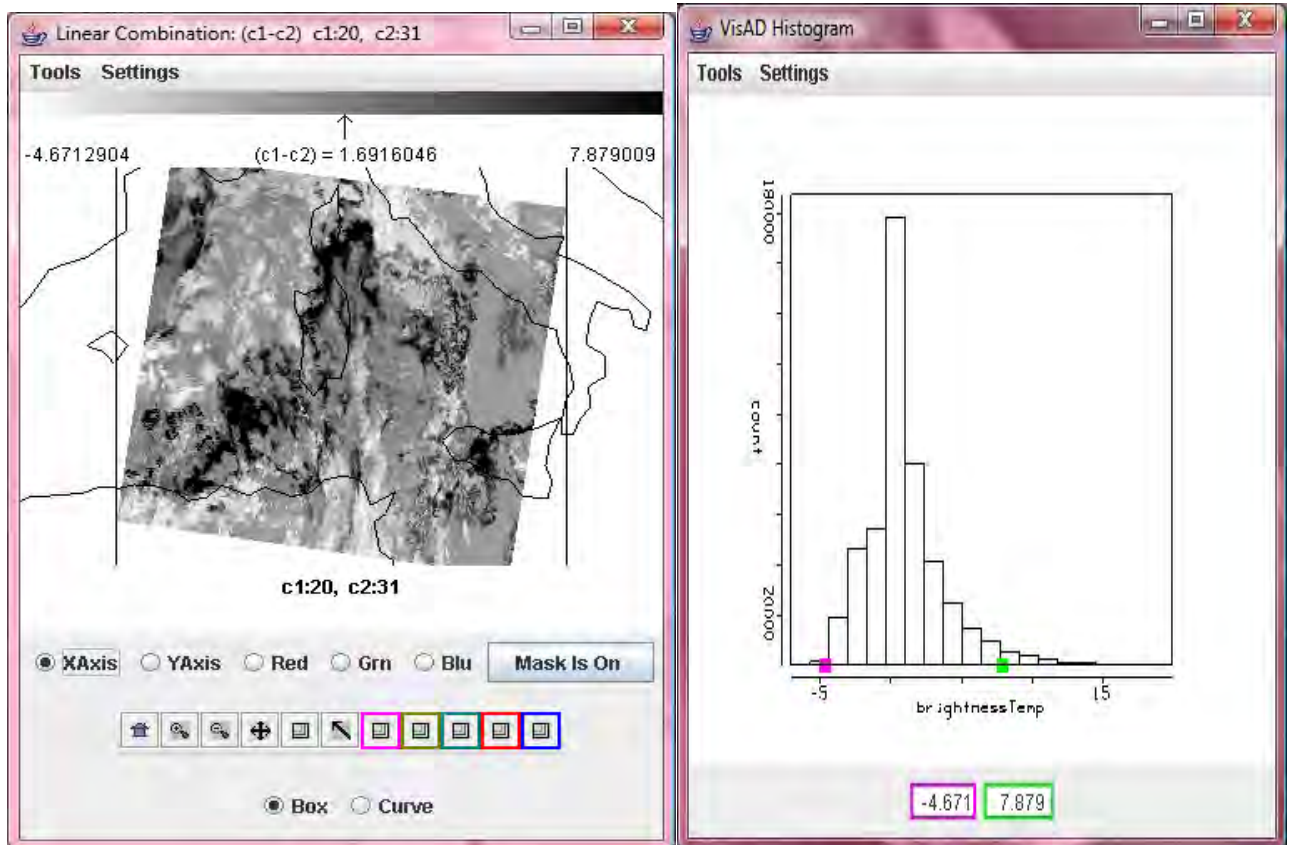 Linear Combination: (c1-c2) c1:20, c2:31
Tools Settings
-4.6712904 (c1-c2) = 1.6916046 7.879009
c1:20, c2:31
XAxis YAxis Red Grn Blu Mask Is On
Box Curve
VisAD Histogram
Tools Settings
180000
count
20000
-5 15
brightnessTemp
-4.671 7.879